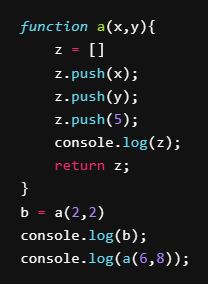 function a(x,y){
    z = []
    z.push(x);
    z.push(y);
    z.push(5);
    console.log(z);
    return z;
}
b = a(2,2)
console.log(b);
console.log(a(6,8));